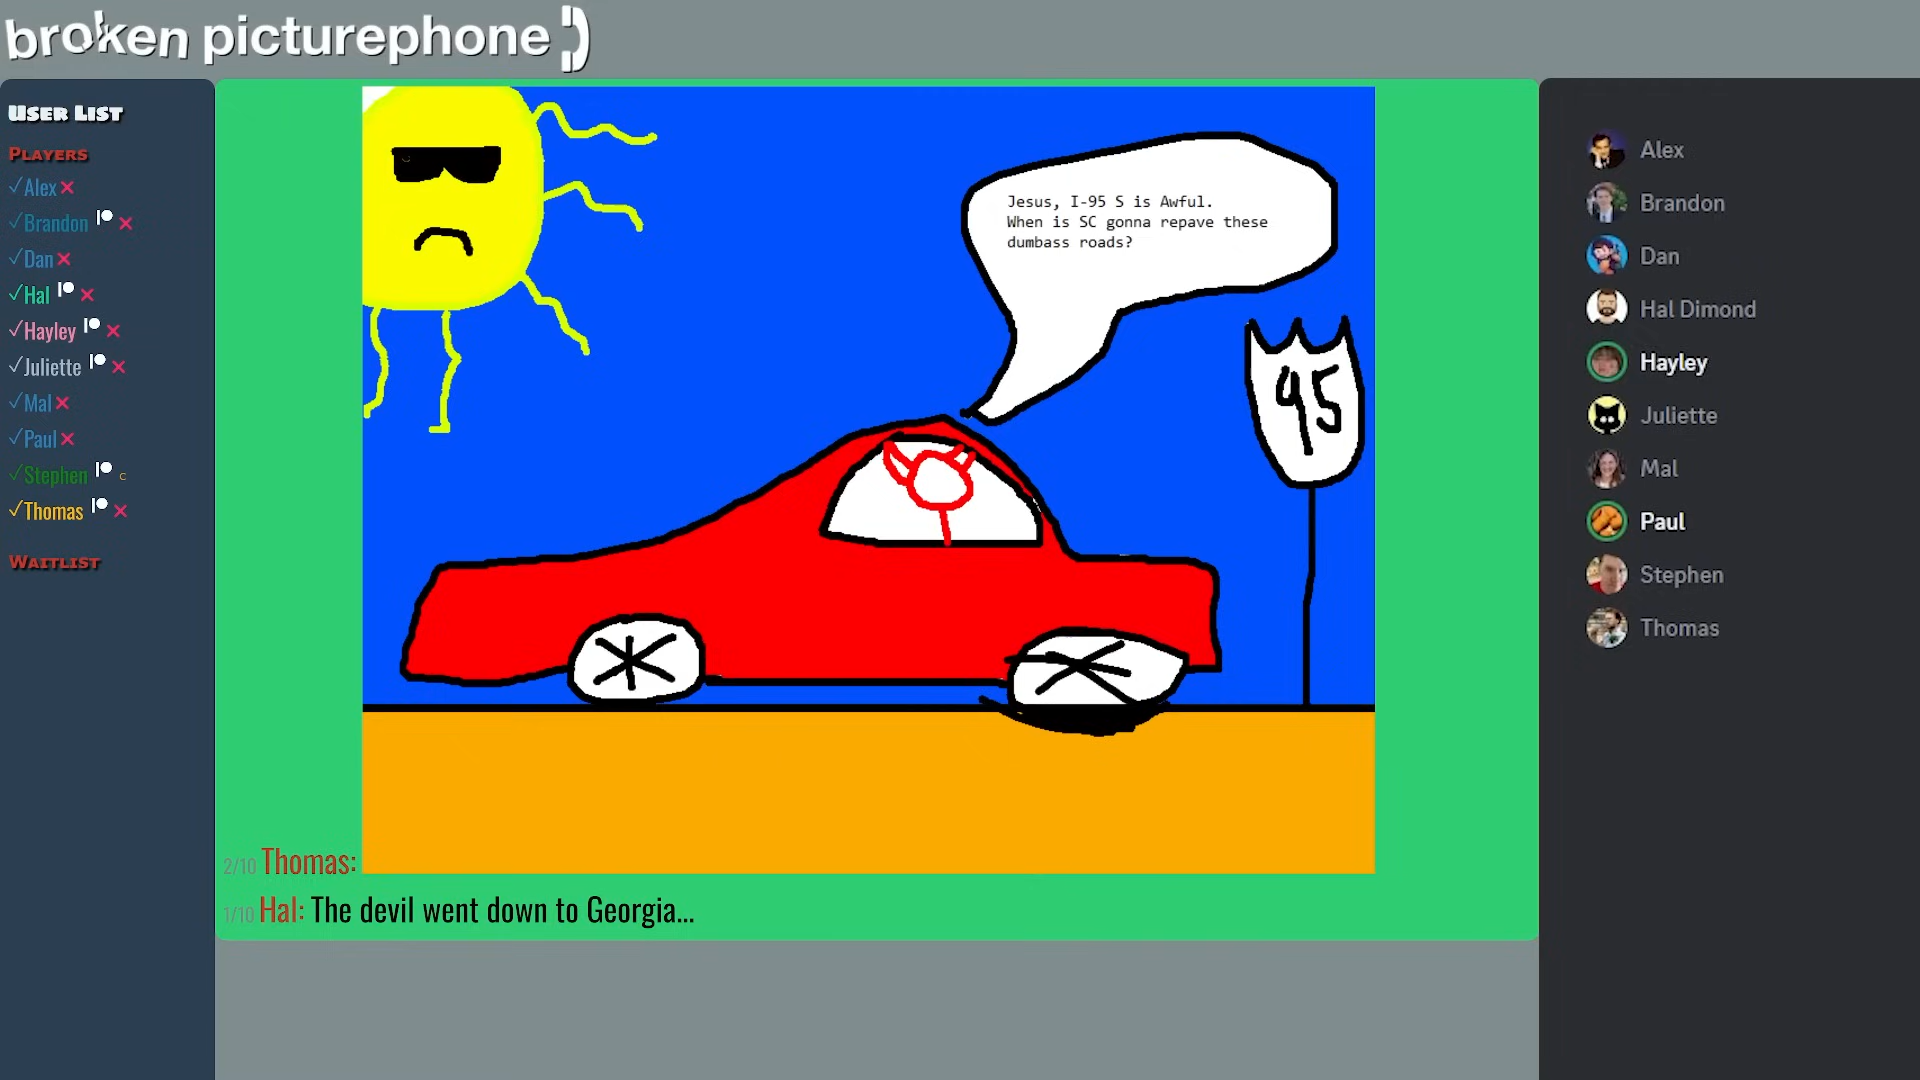 broken picturephone
User List
Players
✓Alex
✓Brandon
✓Dan
✓Hal
✓Hayley
✓Juliette
✓Mal
✓Paul
✓Stephen c
✓Thomas
Waitlist
Jesus, I-95 S is Awful.
When is SC gonna repave these
dumbass roads?
95
2/10 Thomas:
1/10 Hal: The devil went down to Georgia...
Alex
Brandon
Dan
Hal Dimond
Hayley
Juliette
Mal
Paul
Stephen
Thomas